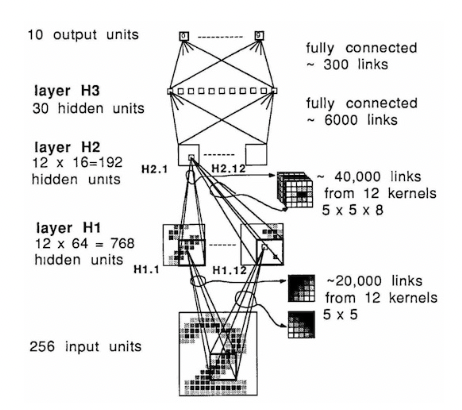 10 output units
fully connected
~ 300 links
layer H3
30 hidden units
fully connected
~ 6000 links
layer H2
12 x 16=192
hidden units
H2.1
H2.12
~ 40,000 links
from 12 kernels
5 x 5 x 8
layer H1
12 x 64 = 768
hidden units
H1.1
H1.12
~20,000 links
from 12 kernels
5 x 5
256 input units